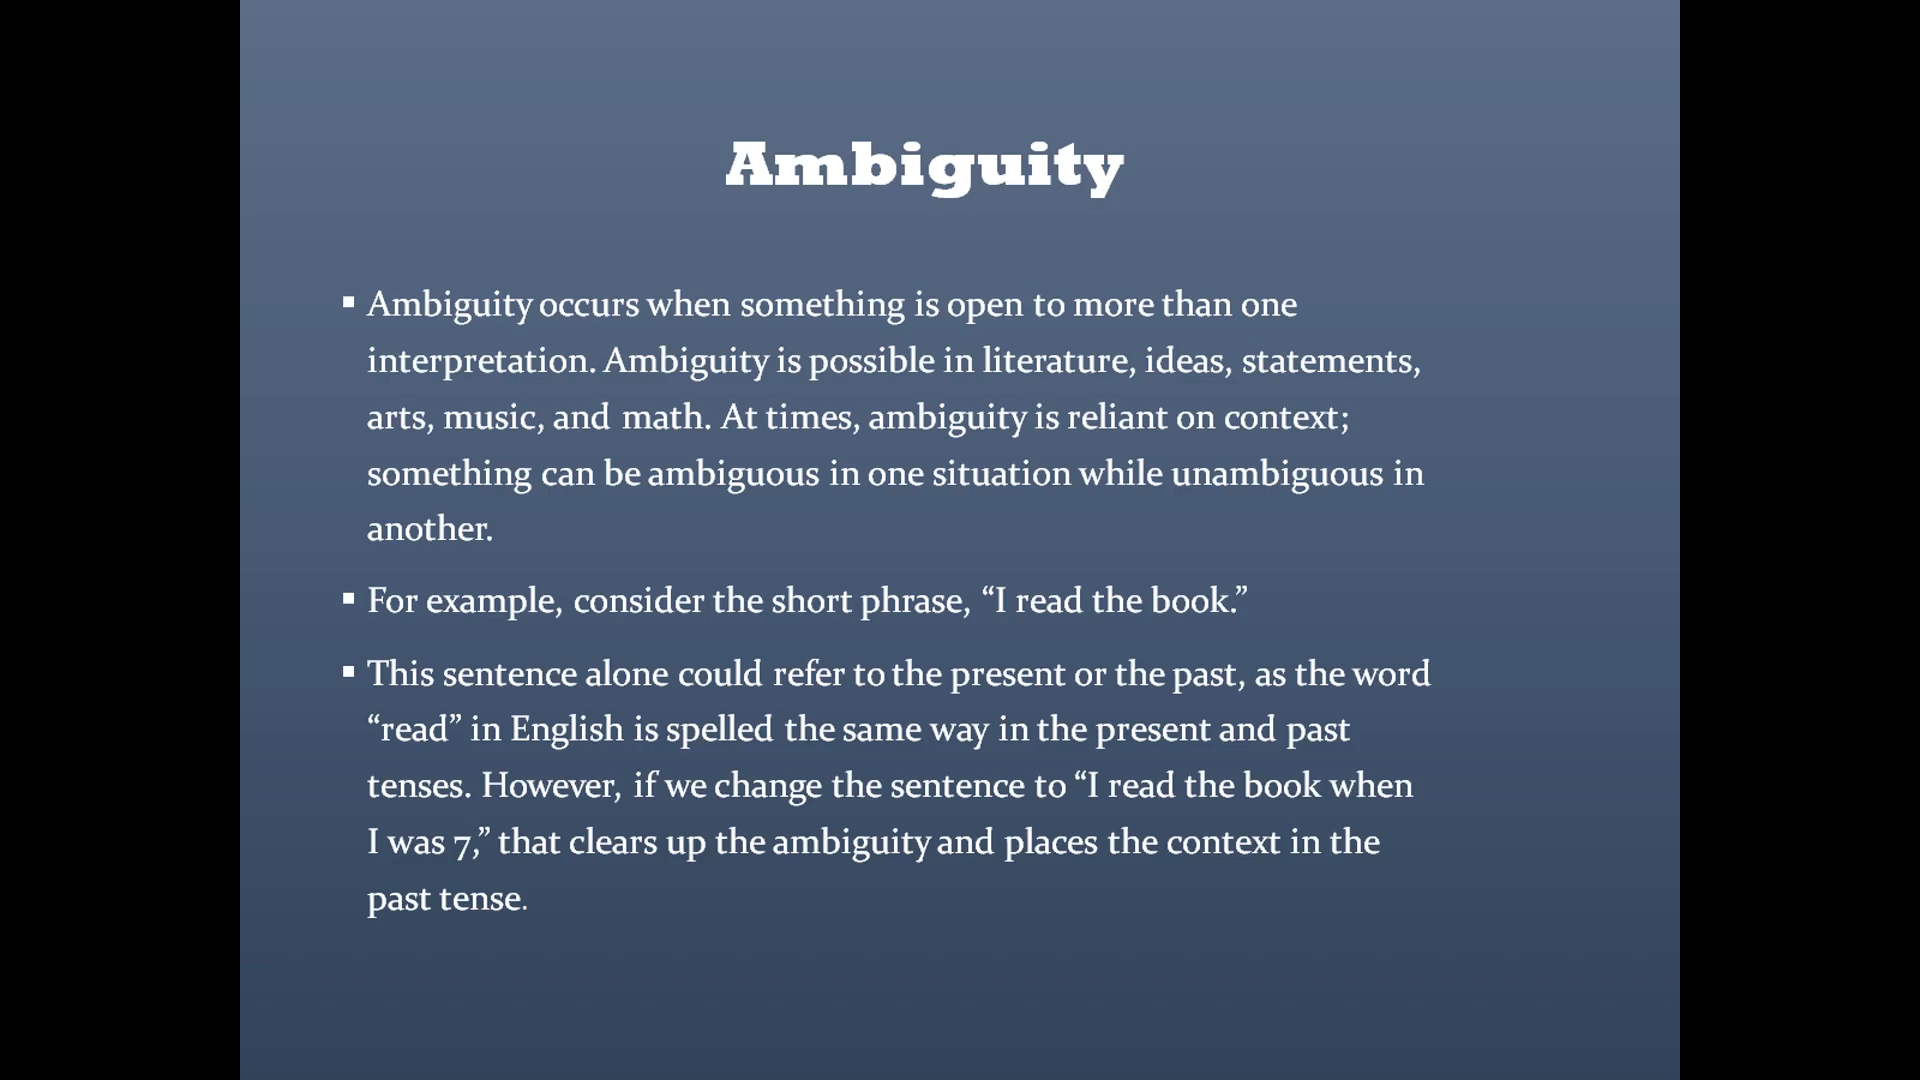 Ambiguity
▪ Ambiguity occurs when something is open to more than one
interpretation. Ambiguity is possible in literature, ideas, statements,
arts, music, and math. At times, ambiguity is reliant on context;
something can be ambiguous in one situation while unambiguous in
another.
▪ For example, consider the short phrase, “I read the book.”
▪ This sentence alone could refer to the present or the past, as the word
“read” in English is spelled the same way in the present and past
tenses. However, if we change the sentence to “I read the book when
I was 7,” that clears up the ambiguity and places the context in the
past tense.